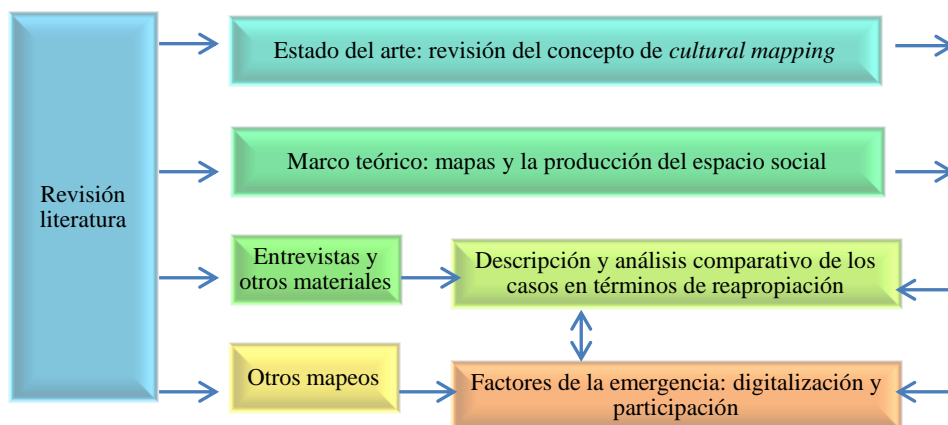 Estado del arte: revisión del concepto de cultural mapping
Marco teórico: mapas y la producción del espacio social
Revisión
literatura
Entrevistas y
otros materiales
Descripción y análisis comparativo de los
casos en términos de reapropiación
Otros mapeos
Factores de la emergencia: digitalización y
participación